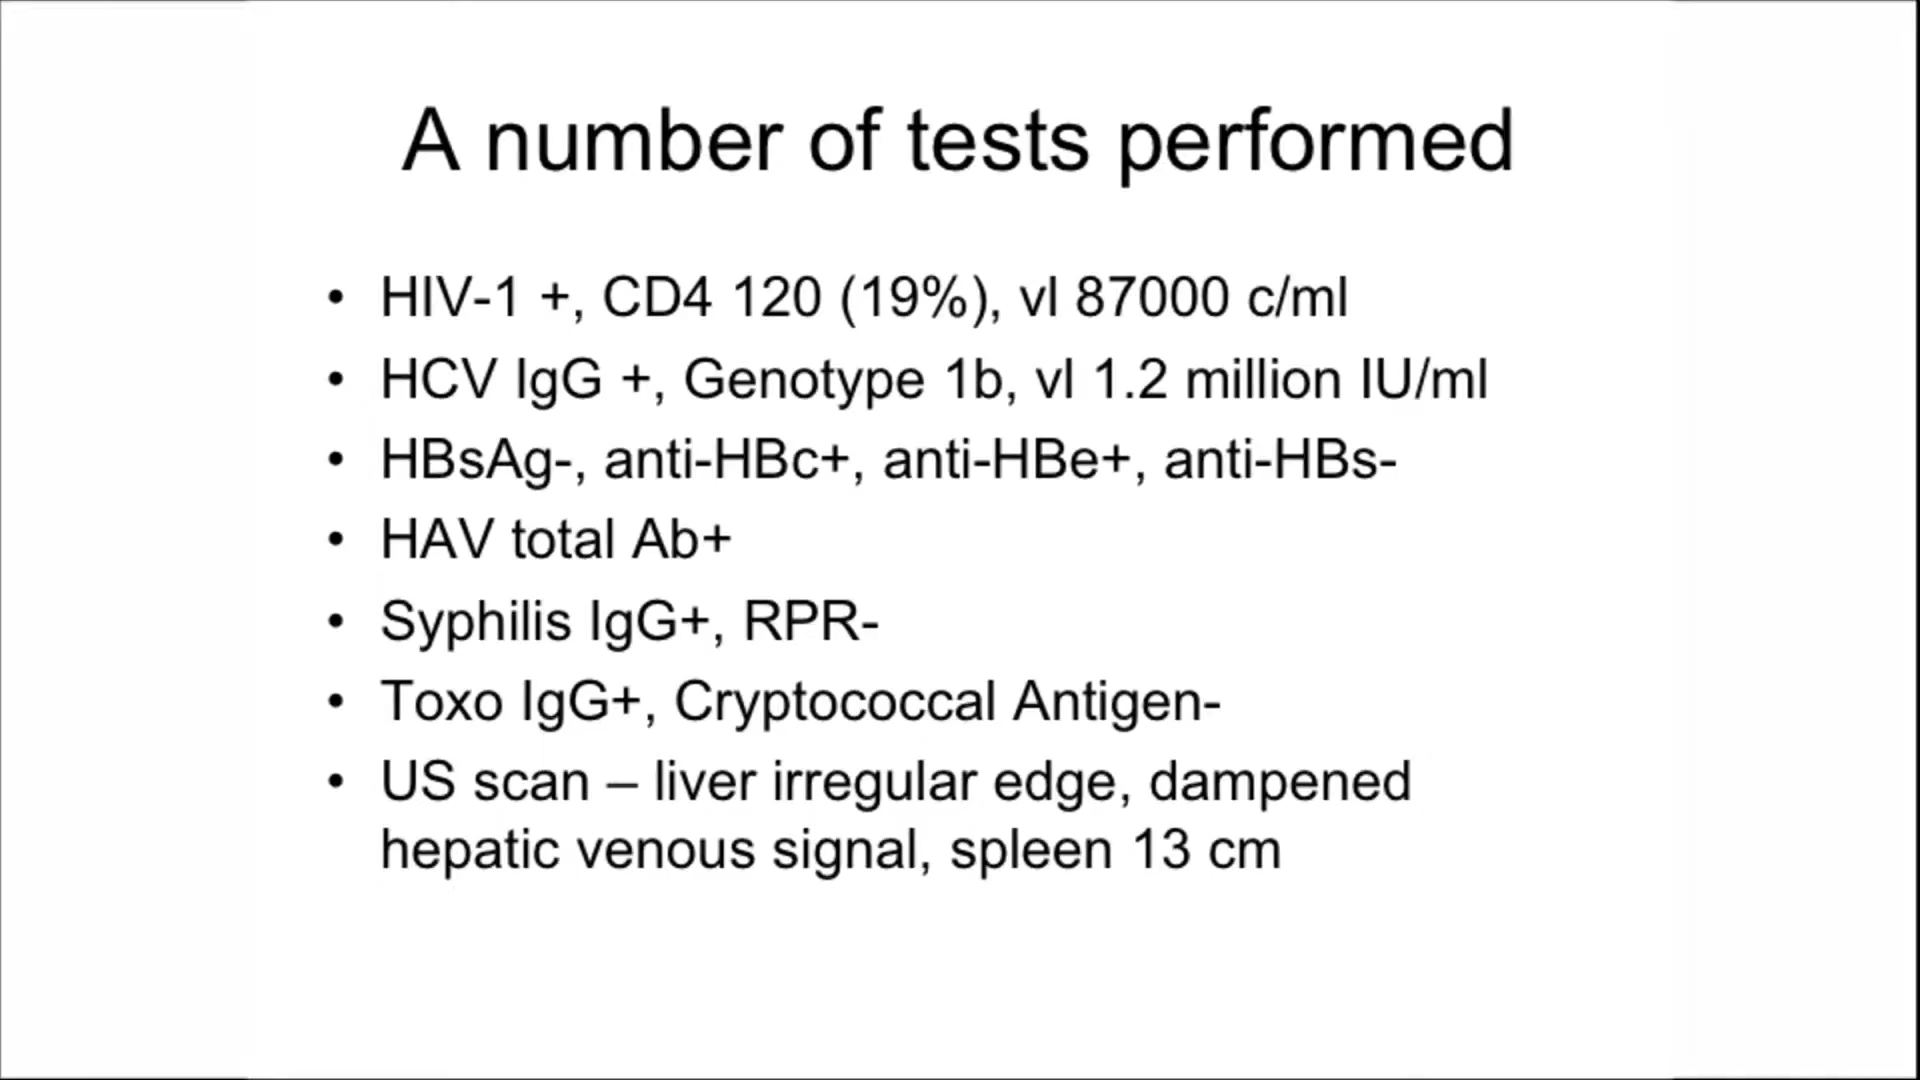 A number of tests performed
• HIV-1 +, CD4 120 (19%), vl 87000 c/ml
• HCV IgG +, Genotype 1b, vl 1.2 million IU/ml
• HBsAg-, anti-HBc+, anti-HBe+, anti-HBs-
• HAV total Ab+
• Syphilis IgG+, RPR-
• Toxo IgG+, Cryptococcal Antigen-
• US scan – liver irregular edge, dampened
hepatic venous signal, spleen 13 cm